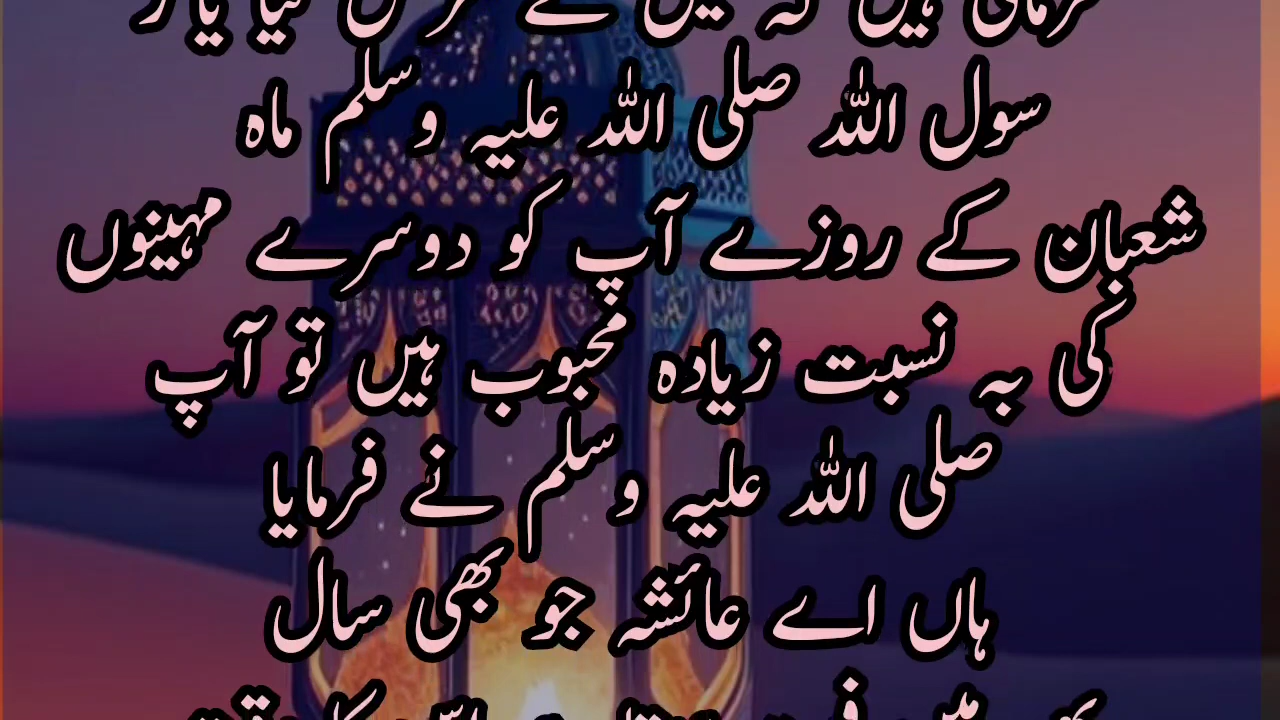 فرماتی ہیں کہ میں نے عرض کیا یا ر
سول اللہ صلی اللہ علیہ وسلم ماہ
شعبان کے روزے آپ کو دوسرے مہینوں
کی بہ نسبت زیادہ محبوب ہیں تو آپ
صلی اللہ علیہ وسلم نے فرمایا
ہاں اے عائشہ جو بھی سال